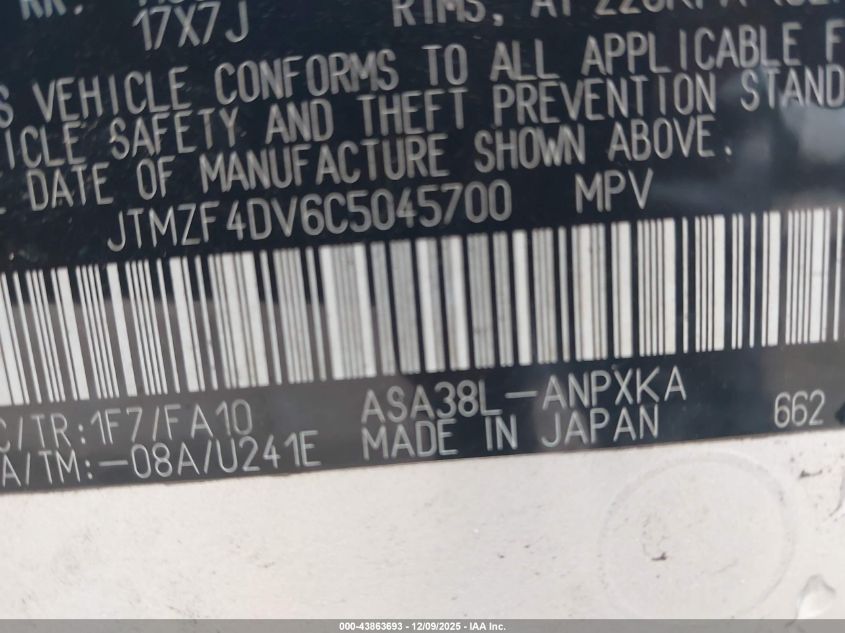 RR:
17X7J
RIMS, AT
S VEHICLE CONFORMS TO ALL APPLICABLE F
ICLE SAFETY AND THEFT PREVENTION STAND
DATE OF MANUFACTURE SHOWN ABOVE.
JTMZF4DV6C5045700 MPV
C/TR:1F7/FA10 ASA38L-ANPXKA 662
A/TM:-08A/U241E MADE IN JAPAN
000-43863693 - 12/09/2025 - IAA Inc.